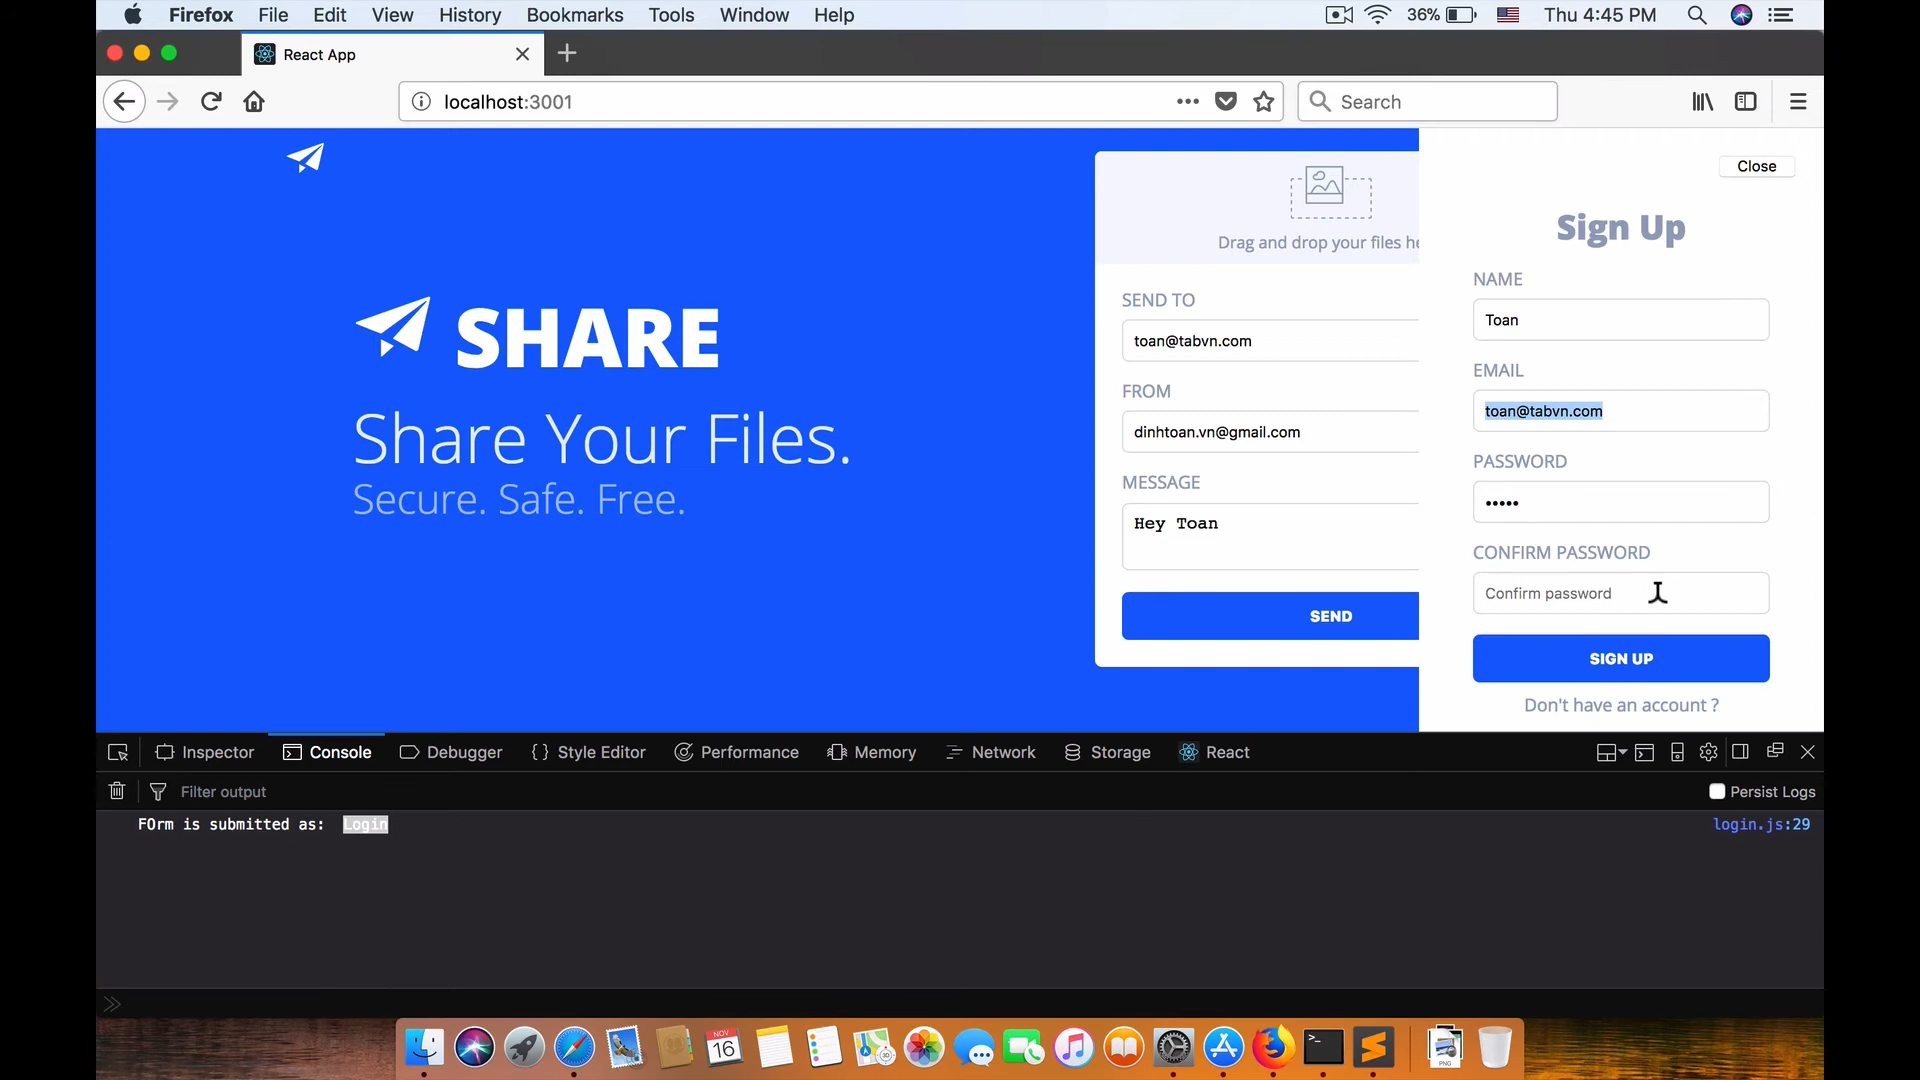 Firefox File Edit View History Bookmarks Tools Window Help 36% Thu 4:45 PM
React App
localhost:3001 Search
Close
Drag and drop your files he
SHARE
Share Your Files.
Secure. Safe. Free.
SEND TO
toan@tabvn.com
FROM
dinhtoan.vn@gmail.com
MESSAGE
Hey Toan
SEND
Sign Up
NAME
Toan
EMAIL
toan@tabvn.com
PASSWORD
•••••
CONFIRM PASSWORD
Confirm password
SIGN UP
Don't have an account ?
Inspector Console Debugger {} Style Editor Performance Memory Network Storage React
Filter output Persist Logs
FOrm is submitted as: Login login.js:29
NOV
16
PNG